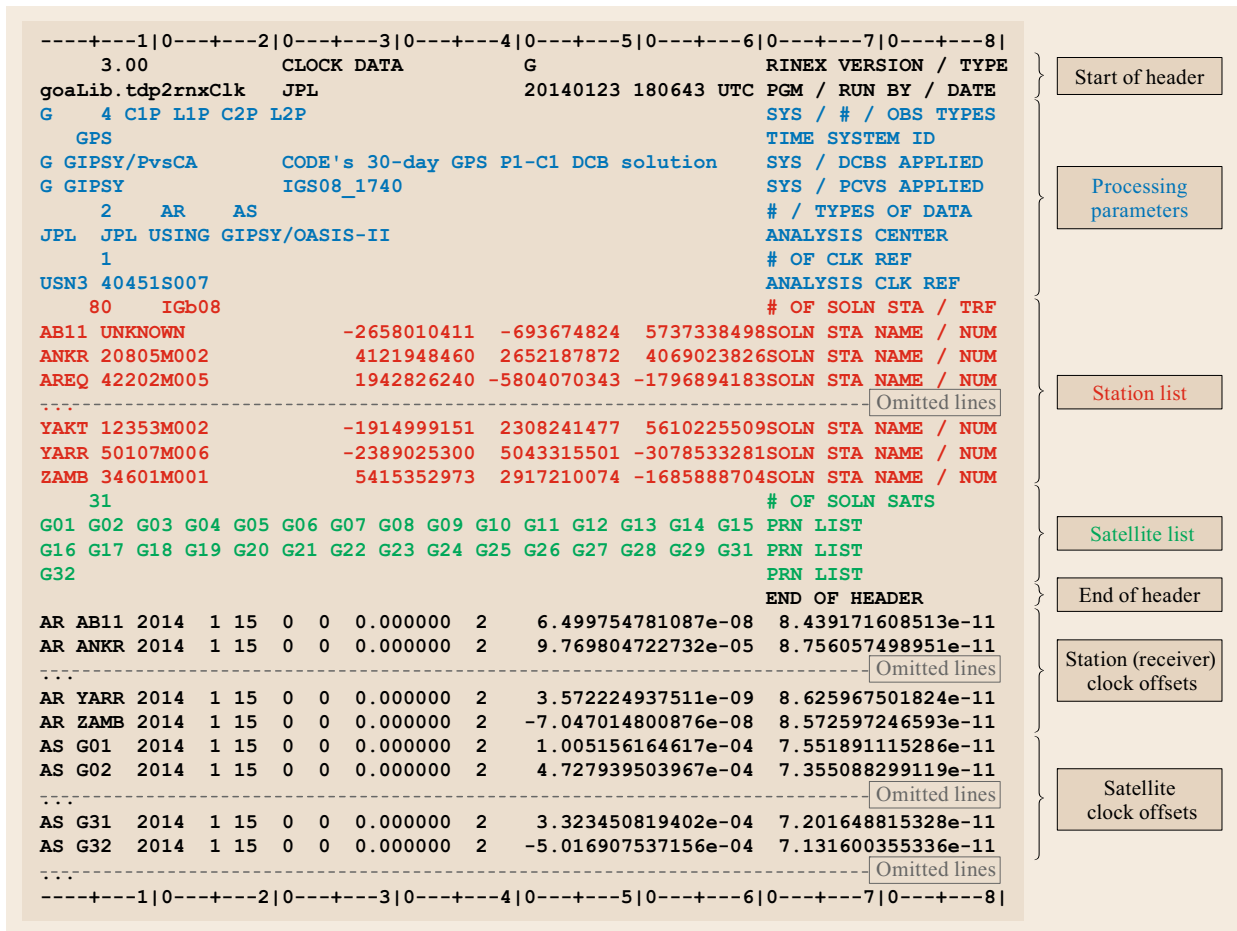 ----+---1|0---+---2|0---+---3|0---+---4|0---+---5|0---+---6|0---+---7|0---+---8|
     3.00           CLOCK DATA          G                   RINEX VERSION / TYPE
goaLib.tdp2rnxClk   JPL                 20140123 180643 UTC PGM / RUN BY / DATE
Start of header
G    4 C1P L1P C2P L2P                                      SYS / # / OBS TYPES
   GPS                                                      TIME SYSTEM ID
G GIPSY/PvsCA       CODE's 30-day GPS P1-C1 DCB solution    SYS / DCBS APPLIED
G GIPSY             IGS08_1740                              SYS / PCVS APPLIED
     2    AR    AS                                          # / TYPES OF DATA
JPL  JPL USING GIPSY/OASIS-II                               ANALYSIS CENTER
     1                                                      # OF CLK REF
USN3 40451S007                                              ANALYSIS CLK REF
Processing
parameters
    80    IGb08                                             # OF SOLN STA / TRF
AB11 UNKNOWN             -2658010411  -693674824  5737338498SOLN STA NAME / NUM
ANKR 20805M002            4121948460  2652187872  4069023826SOLN STA NAME / NUM
AREQ 42202M005            1942826240 -5804070343 -1796894183SOLN STA NAME / NUM
... Omitted lines
YAKT 12353M002           -1914999151  2308241477  5610225509SOLN STA NAME / NUM
YARR 50107M006           -2389025300  5043315501 -3078533281SOLN STA NAME / NUM
ZAMB 34601M001            5415352973  2917210074 -1685888704SOLN STA NAME / NUM
Station list
    31                                                      # OF SOLN SATS
G01 G02 G03 G04 G05 G06 G07 G08 G09 G10 G11 G12 G13 G14 G15 PRN LIST
G16 G17 G18 G19 G20 G21 G22 G23 G24 G25 G26 G27 G28 G29 G31 PRN LIST
G32                                                         PRN LIST
Satellite list
                                                            END OF HEADER
End of header
AR AB11 2014  1 15  0  0  0.000000  2    6.499754781087e-08  8.439171608513e-11
AR ANKR 2014  1 15  0  0  0.000000  2    9.769804722732e-05  8.756057498951e-11
... Omitted lines
AR YARR 2014  1 15  0  0  0.000000  2    3.572224937511e-09  8.625967501824e-11
AR ZAMB 2014  1 15  0  0  0.000000  2   -7.047014800876e-08  8.572597246593e-11
Station (receiver)
clock offsets
AS G01  2014  1 15  0  0  0.000000  2    1.005156164617e-04  7.551891115286e-11
AS G02  2014  1 15  0  0  0.000000  2    4.727939503967e-04  7.355088299119e-11
... Omitted lines
AS G31  2014  1 15  0  0  0.000000  2    3.323450819402e-04  7.201648815328e-11
AS G32  2014  1 15  0  0  0.000000  2   -5.016907537156e-04  7.131600355336e-11
Satellite
clock offsets
... Omitted lines
----+---1|0---+---2|0---+---3|0---+---4|0---+---5|0---+---6|0---+---7|0---+---8|